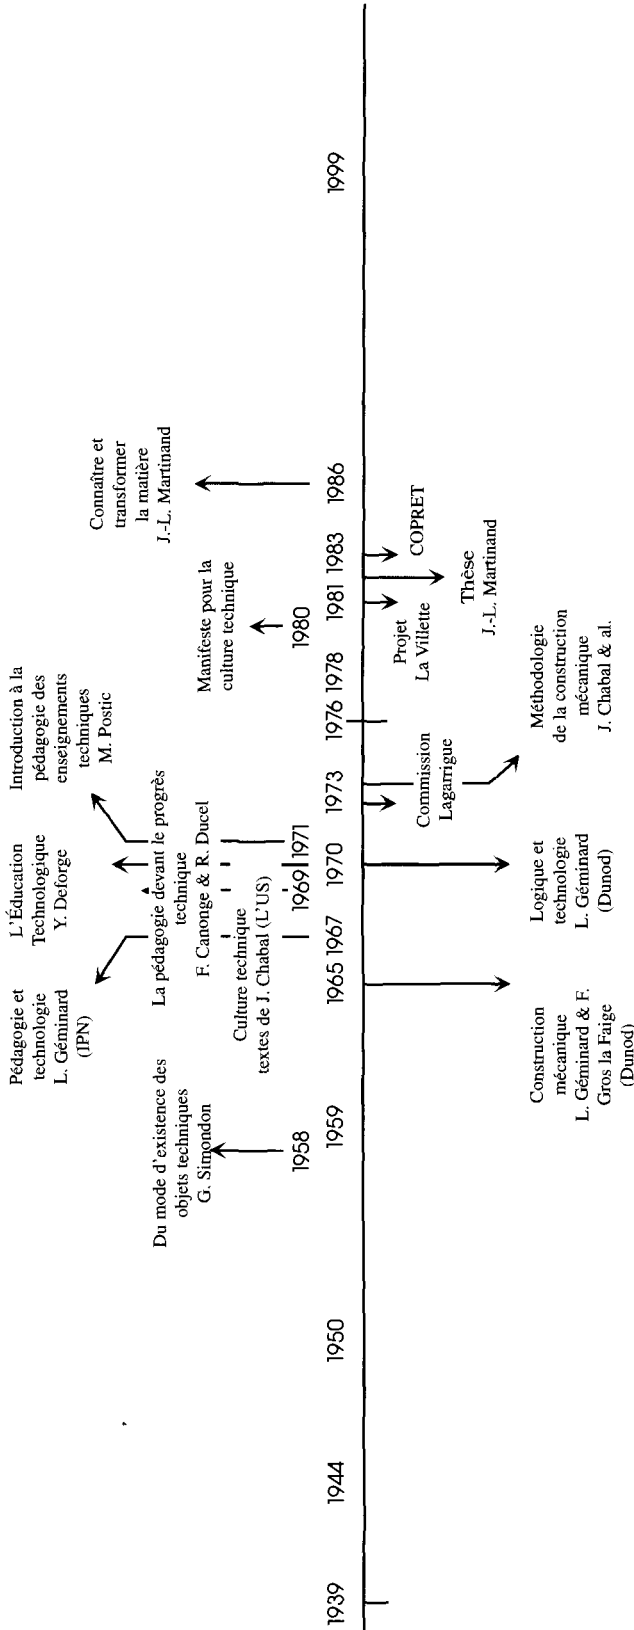 Pédagogie et
technologie
L. Géminard
(IPN)
L'Éducation
Technologique
Y. Deforge
Introduction à la
pédagogie des
enseignements
techniques
M. Postic
Connaître et
transformer
la matière
J.-L. Martinand
Du mode d'existence des
objets techniques
G. Simondon
La pédagogie devant le progrès
technique
F. Canonge & R. Ducel
Culture technique
textes de J. Chabal (L'US)
Manifeste pour la
culture technique
1958
1969
1971
1980
1939
1944
1950
1959
1965
1967
1970
1973
1976
1978
1981
1983
1986
1999
Commission
Lagarrigue
Projet
La Villette
COPRET
Thèse
J.-L. Martinand
Construction
mécanique
L. Géminard & F.
Gros la Faige
(Dunod)
Logique et
technologie
L. Géminard
(Dunod)
Méthodologie
de la construction
mécanique
J. Chabal & al.